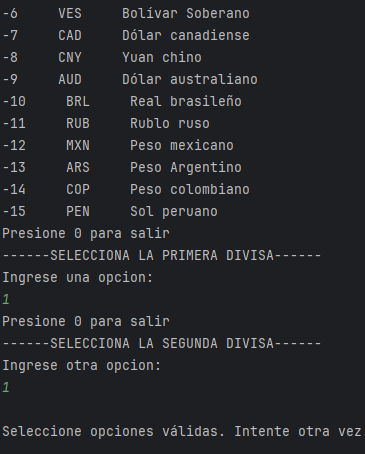 -6     VES     Bolívar Soberano
-7     CAD     Dólar canadiense
-8     CNY     Yuan chino
-9     AUD     Dólar australiano
-10     BRL     Real brasileño
-11     RUB     Rublo ruso
-12     MXN     Peso mexicano
-13     ARS     Peso Argentino
-14     COP     Peso colombiano
-15     PEN     Sol peruano
Presione 0 para salir
------SELECCIONA LA PRIMERA DIVISA------
Ingrese una opcion:
1
Presione 0 para salir
------SELECCIONA LA SEGUNDA DIVISA------
Ingrese otra opcion:
1
Seleccione opciones válidas. Intente otra vez